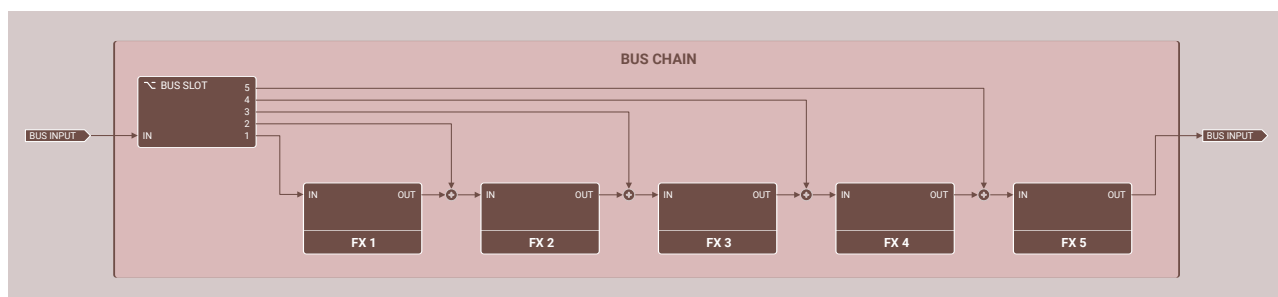 BUS CHAIN
BUS SLOT
5
4
3
2
1
BUS INPUT
IN
BUS INPUT
IN OUT
FX 1
IN OUT
FX 2
IN OUT
FX 3
IN OUT
FX 4
IN OUT
FX 5